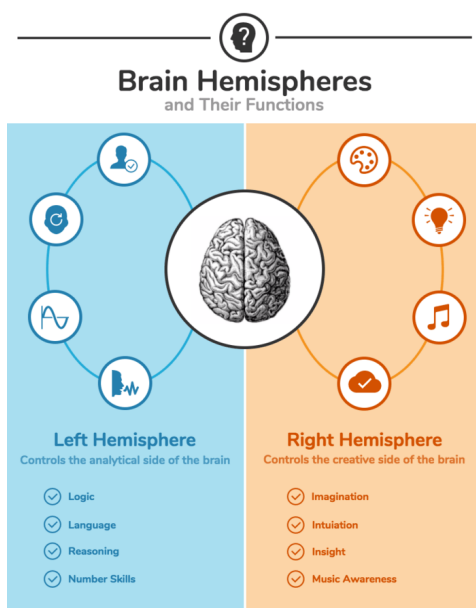 Brain Hemispheres
and Their Functions
Left Hemisphere
Controls the analytical side of the brain
Logic
Language
Reasoning
Number Skills
Right Hemisphere
Controls the creative side of the brain
Imagination
Intuiation
Insight
Music Awareness